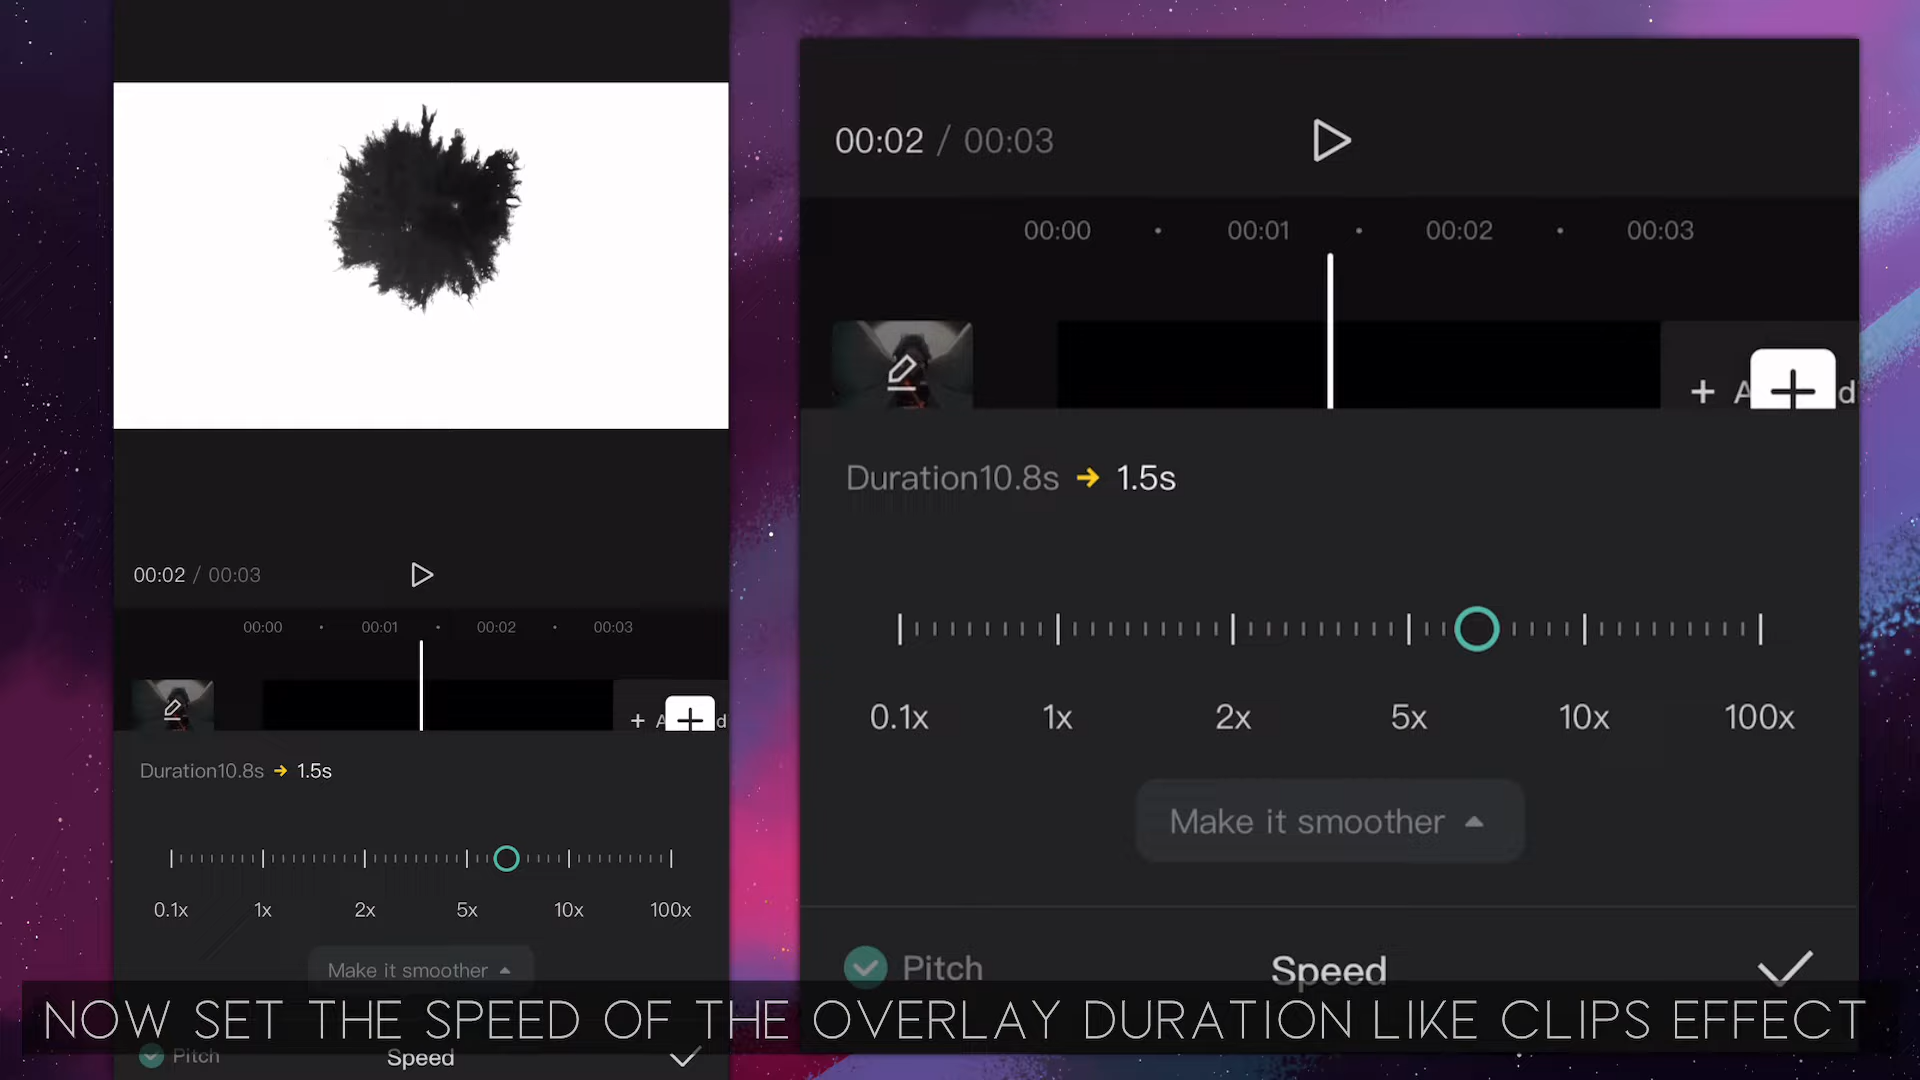 00:02 / 00:03
00:00 00:01 00:02 00:03
+ A d
Duration10.8s → 1.5s
0.1x 1x 2x 5x 10x 100x
Make it smoother
Pitch Speed
00:02 / 00:03
00:00 00:01 00:02 00:03
+ A d
Duration10.8s → 1.5s
0.1x 1x 2x 5x 10x 100x
Make it smoother
Pitch Speed
NOW SET THE SPEED OF THE OVERLAY DURATION LIKE CLIPS EFFECT